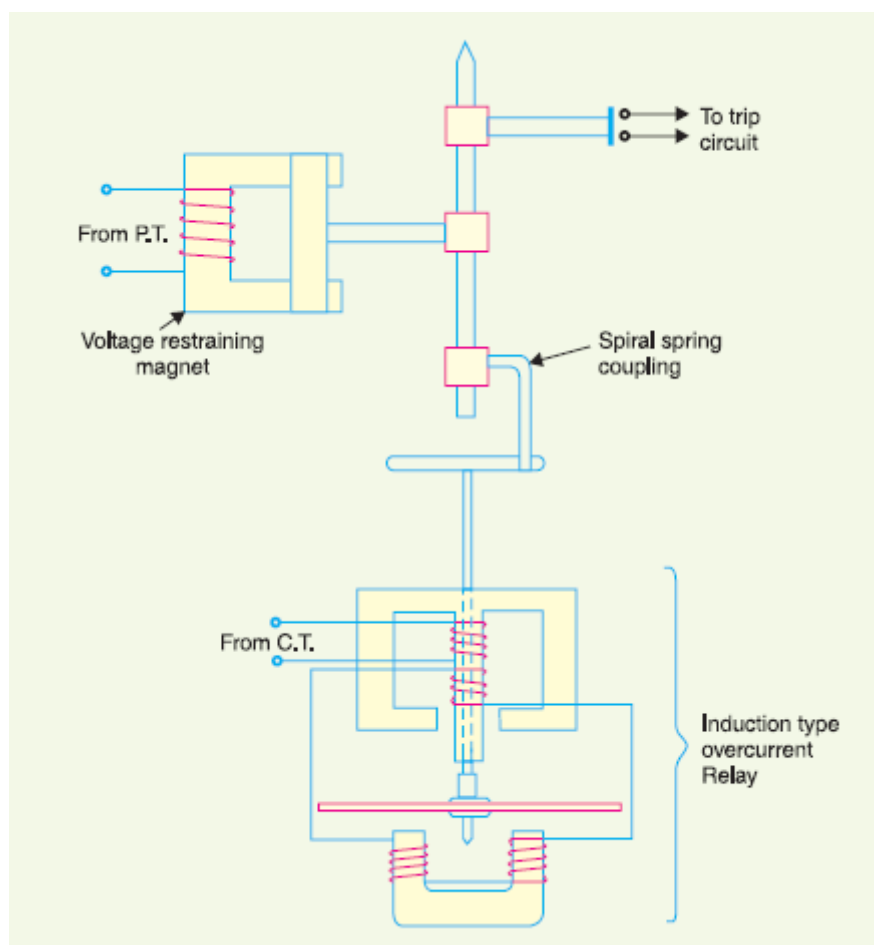 To trip
circuit
From P.T.
Voltage restraining
magnet
Spiral spring
coupling
From C.T.
Induction type
overcurrent
Relay